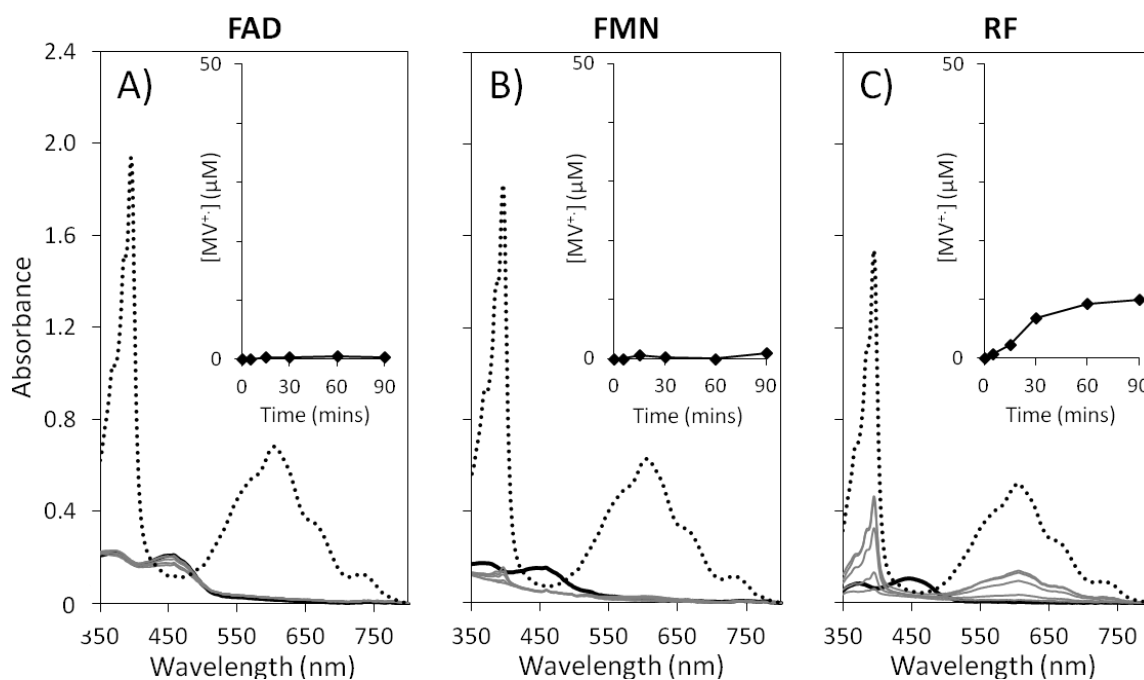 FAD
FMN
RF
A)
B)
C)
Absorbance
2.4
2.0
1.6
1.2
0.8
0.4
0
350
450
550
650
750
Wavelength (nm)
350
450
550
650
750
Wavelength (nm)
350
450
550
650
750
Wavelength (nm)
[MV⁺·] (µM)
50
0
0
30
60
90
Time (mins)
[MV⁺·] (µM)
50
0
0
30
60
90
Time (mins)
[MV⁺·] (µM)
50
0
0
30
60
90
Time (mins)